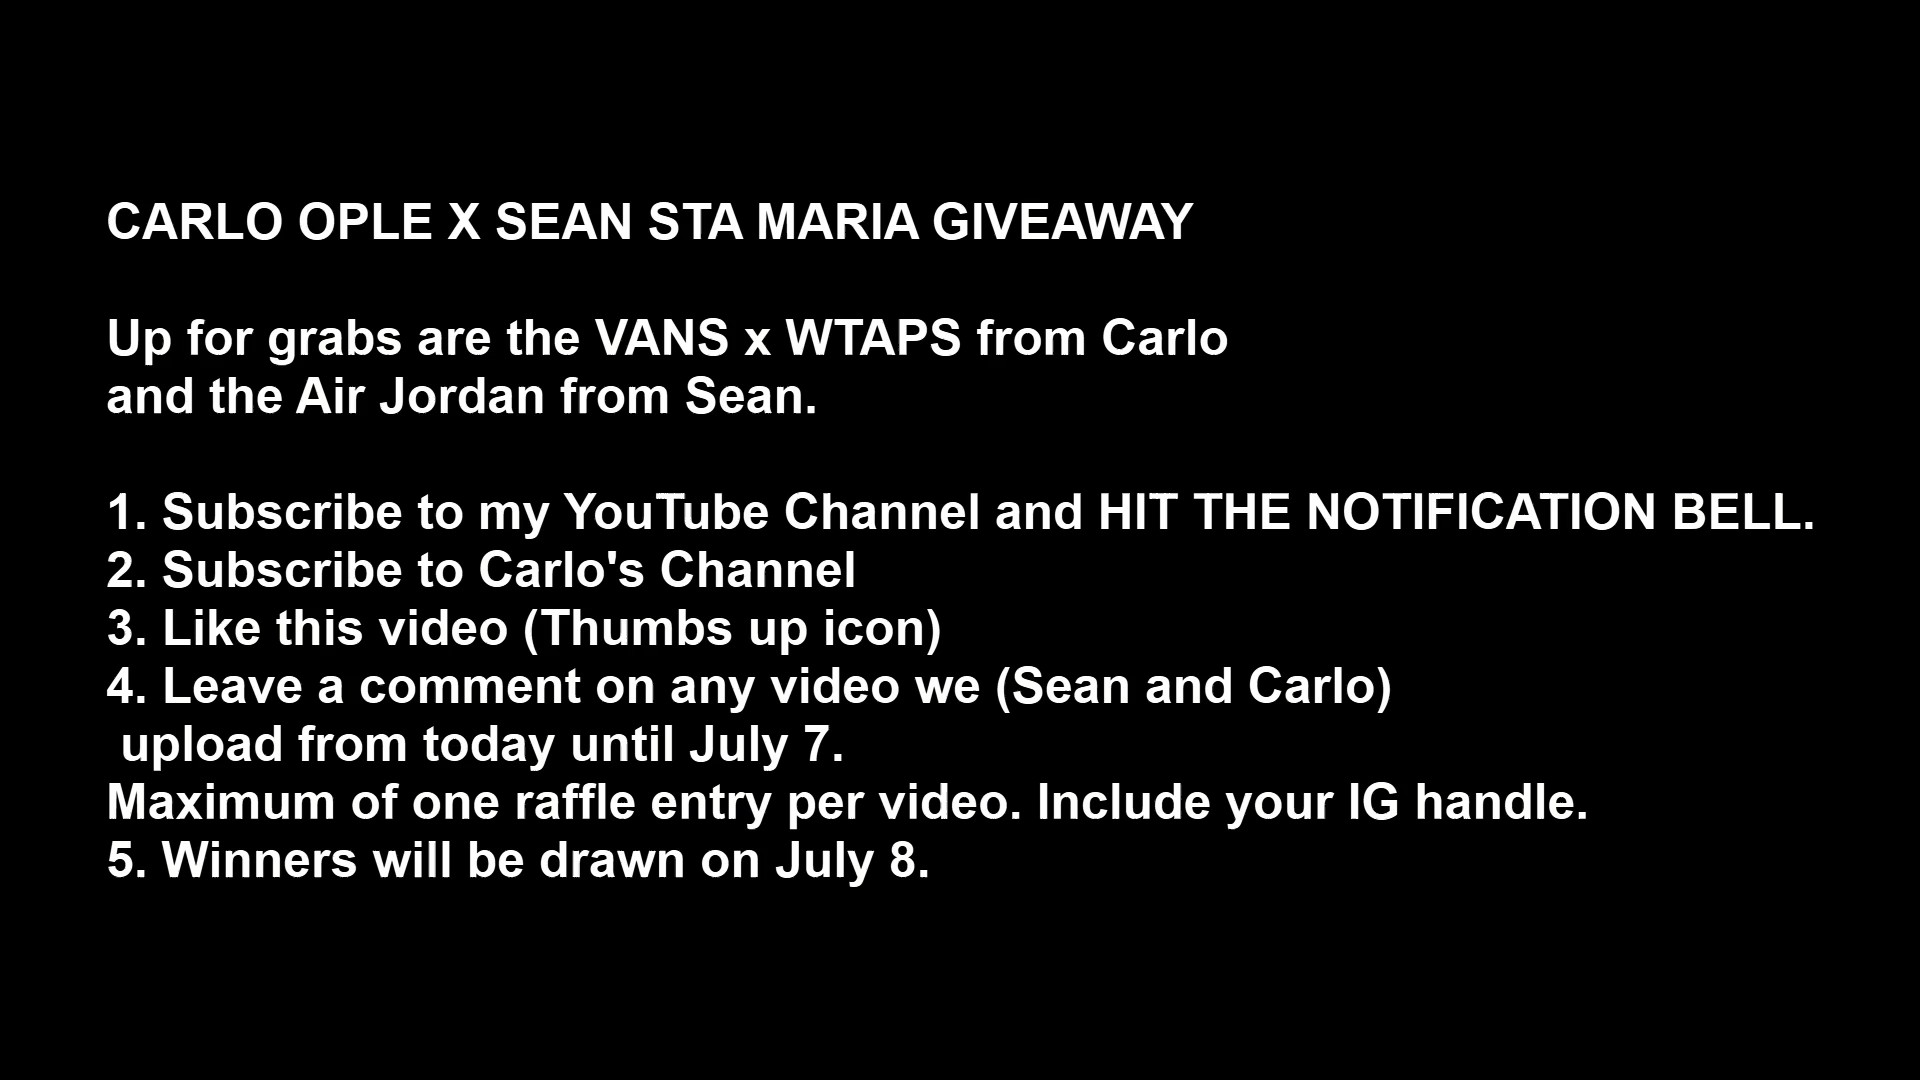 CARLO OPLE X SEAN STA MARIA GIVEAWAY
Up for grabs are the VANS x WTAPS from Carlo
and the Air Jordan from Sean.
1. Subscribe to my YouTube Channel and HIT THE NOTIFICATION BELL.
2. Subscribe to Carlo's Channel
3. Like this video (Thumbs up icon)
4. Leave a comment on any video we (Sean and Carlo)
upload from today until July 7.
Maximum of one raffle entry per video. Include your IG handle.
5. Winners will be drawn on July 8.